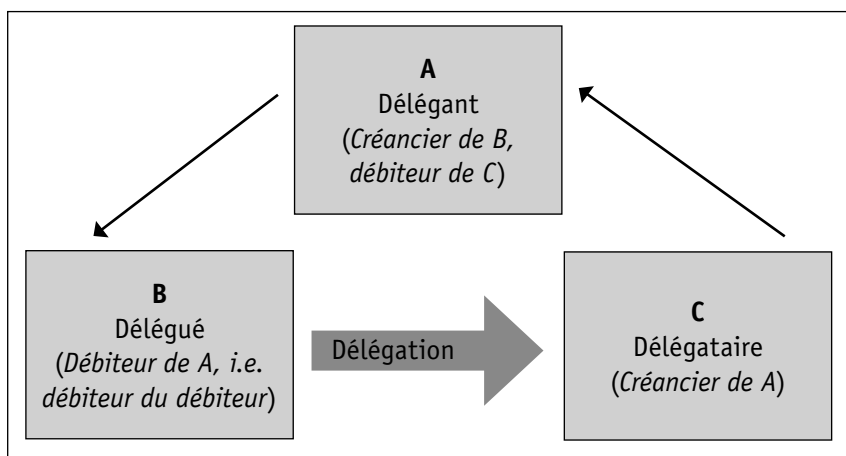 A
Délégant
(Créancier de B,
débiteur de C)
B
Délégué
(Débiteur de A, i.e.
débiteur du débiteur)
Délégation
C
Délégataire
(Créancier de A)